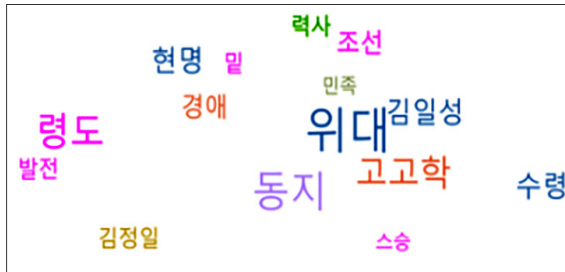 력사
조선
현명
밑
민족
경애
김일성
위대
령도
발전
고고학
동지
수령
김정일
스승